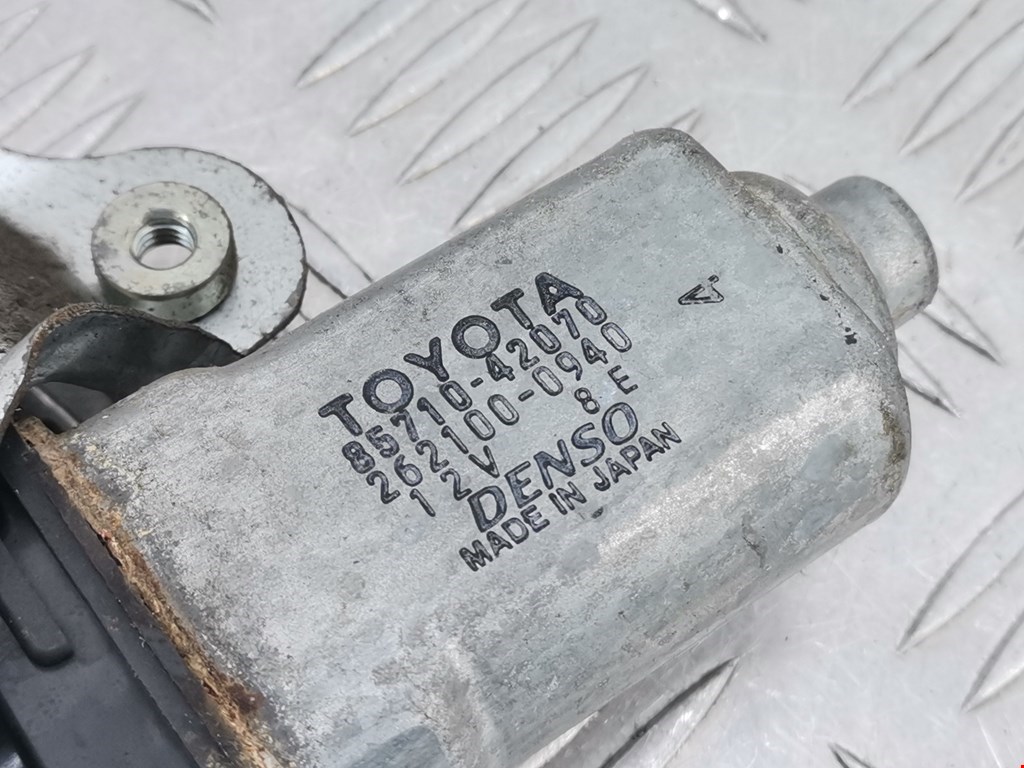 TOYOTA
85710-42070
262100-0940
12V 8E
DENSO
MADE IN JAPAN